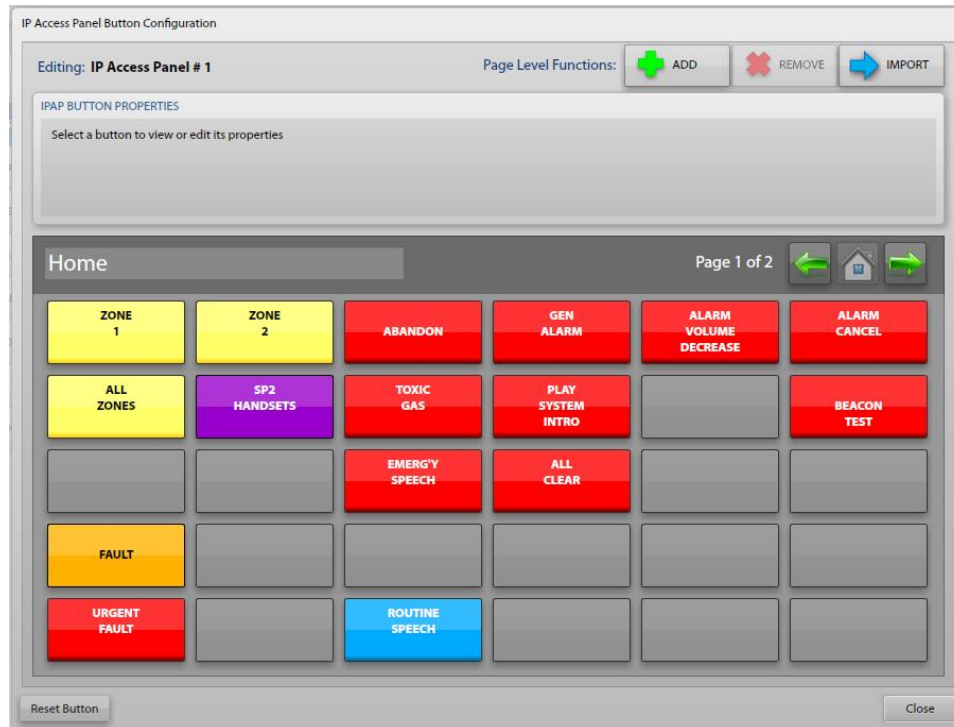 IP Access Panel Button Configuration
Editing: IP Access Panel # 1
Page Level Functions:
ADD
REMOVE
IMPORT
IPAP BUTTON PROPERTIES
Select a button to view or edit its properties
Home
Page 1 of 2
ZONE
1
ZONE
2
ABANDON
GEN
ALARM
ALARM
VOLUME
DECREASE
ALARM
CANCEL
ALL
ZONES
SP2
HANDSETS
TOXIC
GAS
PLAY
SYSTEM
INTRO
BEACON
TEST
EMERG'Y
SPEECH
ALL
CLEAR
FAULT
URGENT
FAULT
ROUTINE
SPEECH
Reset Button
Close